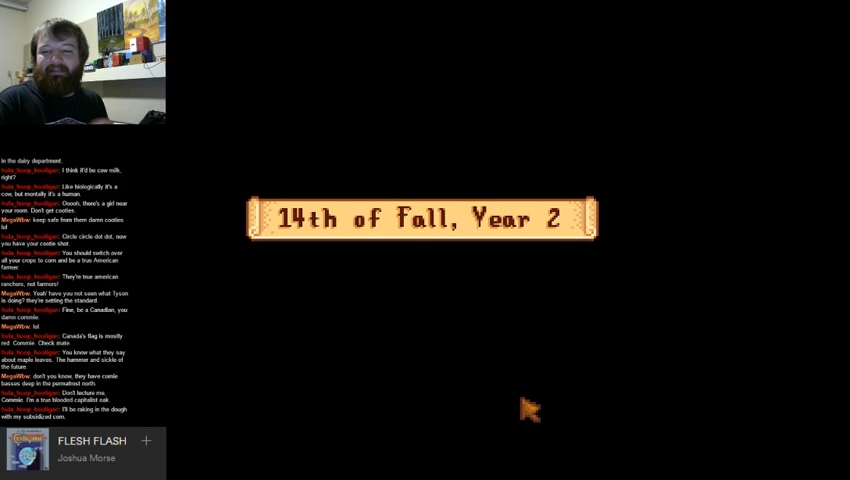 in the dairy department.
hula_hoop_hooligan: I think it'd be cow milk,
right?
hula_hoop_hooligan: Like biologically it's a
cow, but mentally it's a human.
hula_hoop_hooligan: Ooooh, there's a girl near
your room. Don't get cooties.
MegaWbw: keep safe from them damn cooties
lol
hula_hoop_hooligan: Circle circle dot dot, now
you have your cootie shot.
hula_hoop_hooligan: You should switch over
all your crops to corn and be a true American
farmer.
hula_hoop_hooligan: They're true american
ranchers, not farmers!
MegaWbw: Yeah! have you not seen what Tyson
is doing? they're setting the standard.
hula_hoop_hooligan: Fine, be a Canadian, you
damn commie.
MegaWbw: lol
hula_hoop_hooligan: Canada's flag is mostly
red. Commie. Check mate.
hula_hoop_hooligan: You know what they say
about maple leaves. The hammer and sickle of
the future.
MegaWbw: don't you know, they have comie
basses deep in the permafrost north.
hula_hoop_hooligan: Don't lecture me,
Commie. I'm a true blooded capitalist oak.
hula_hoop_hooligan: I'll be raking in the dough
with my subsidized corn.
14th of Fall, Year 2
FLESH FLASH
Joshua Morse